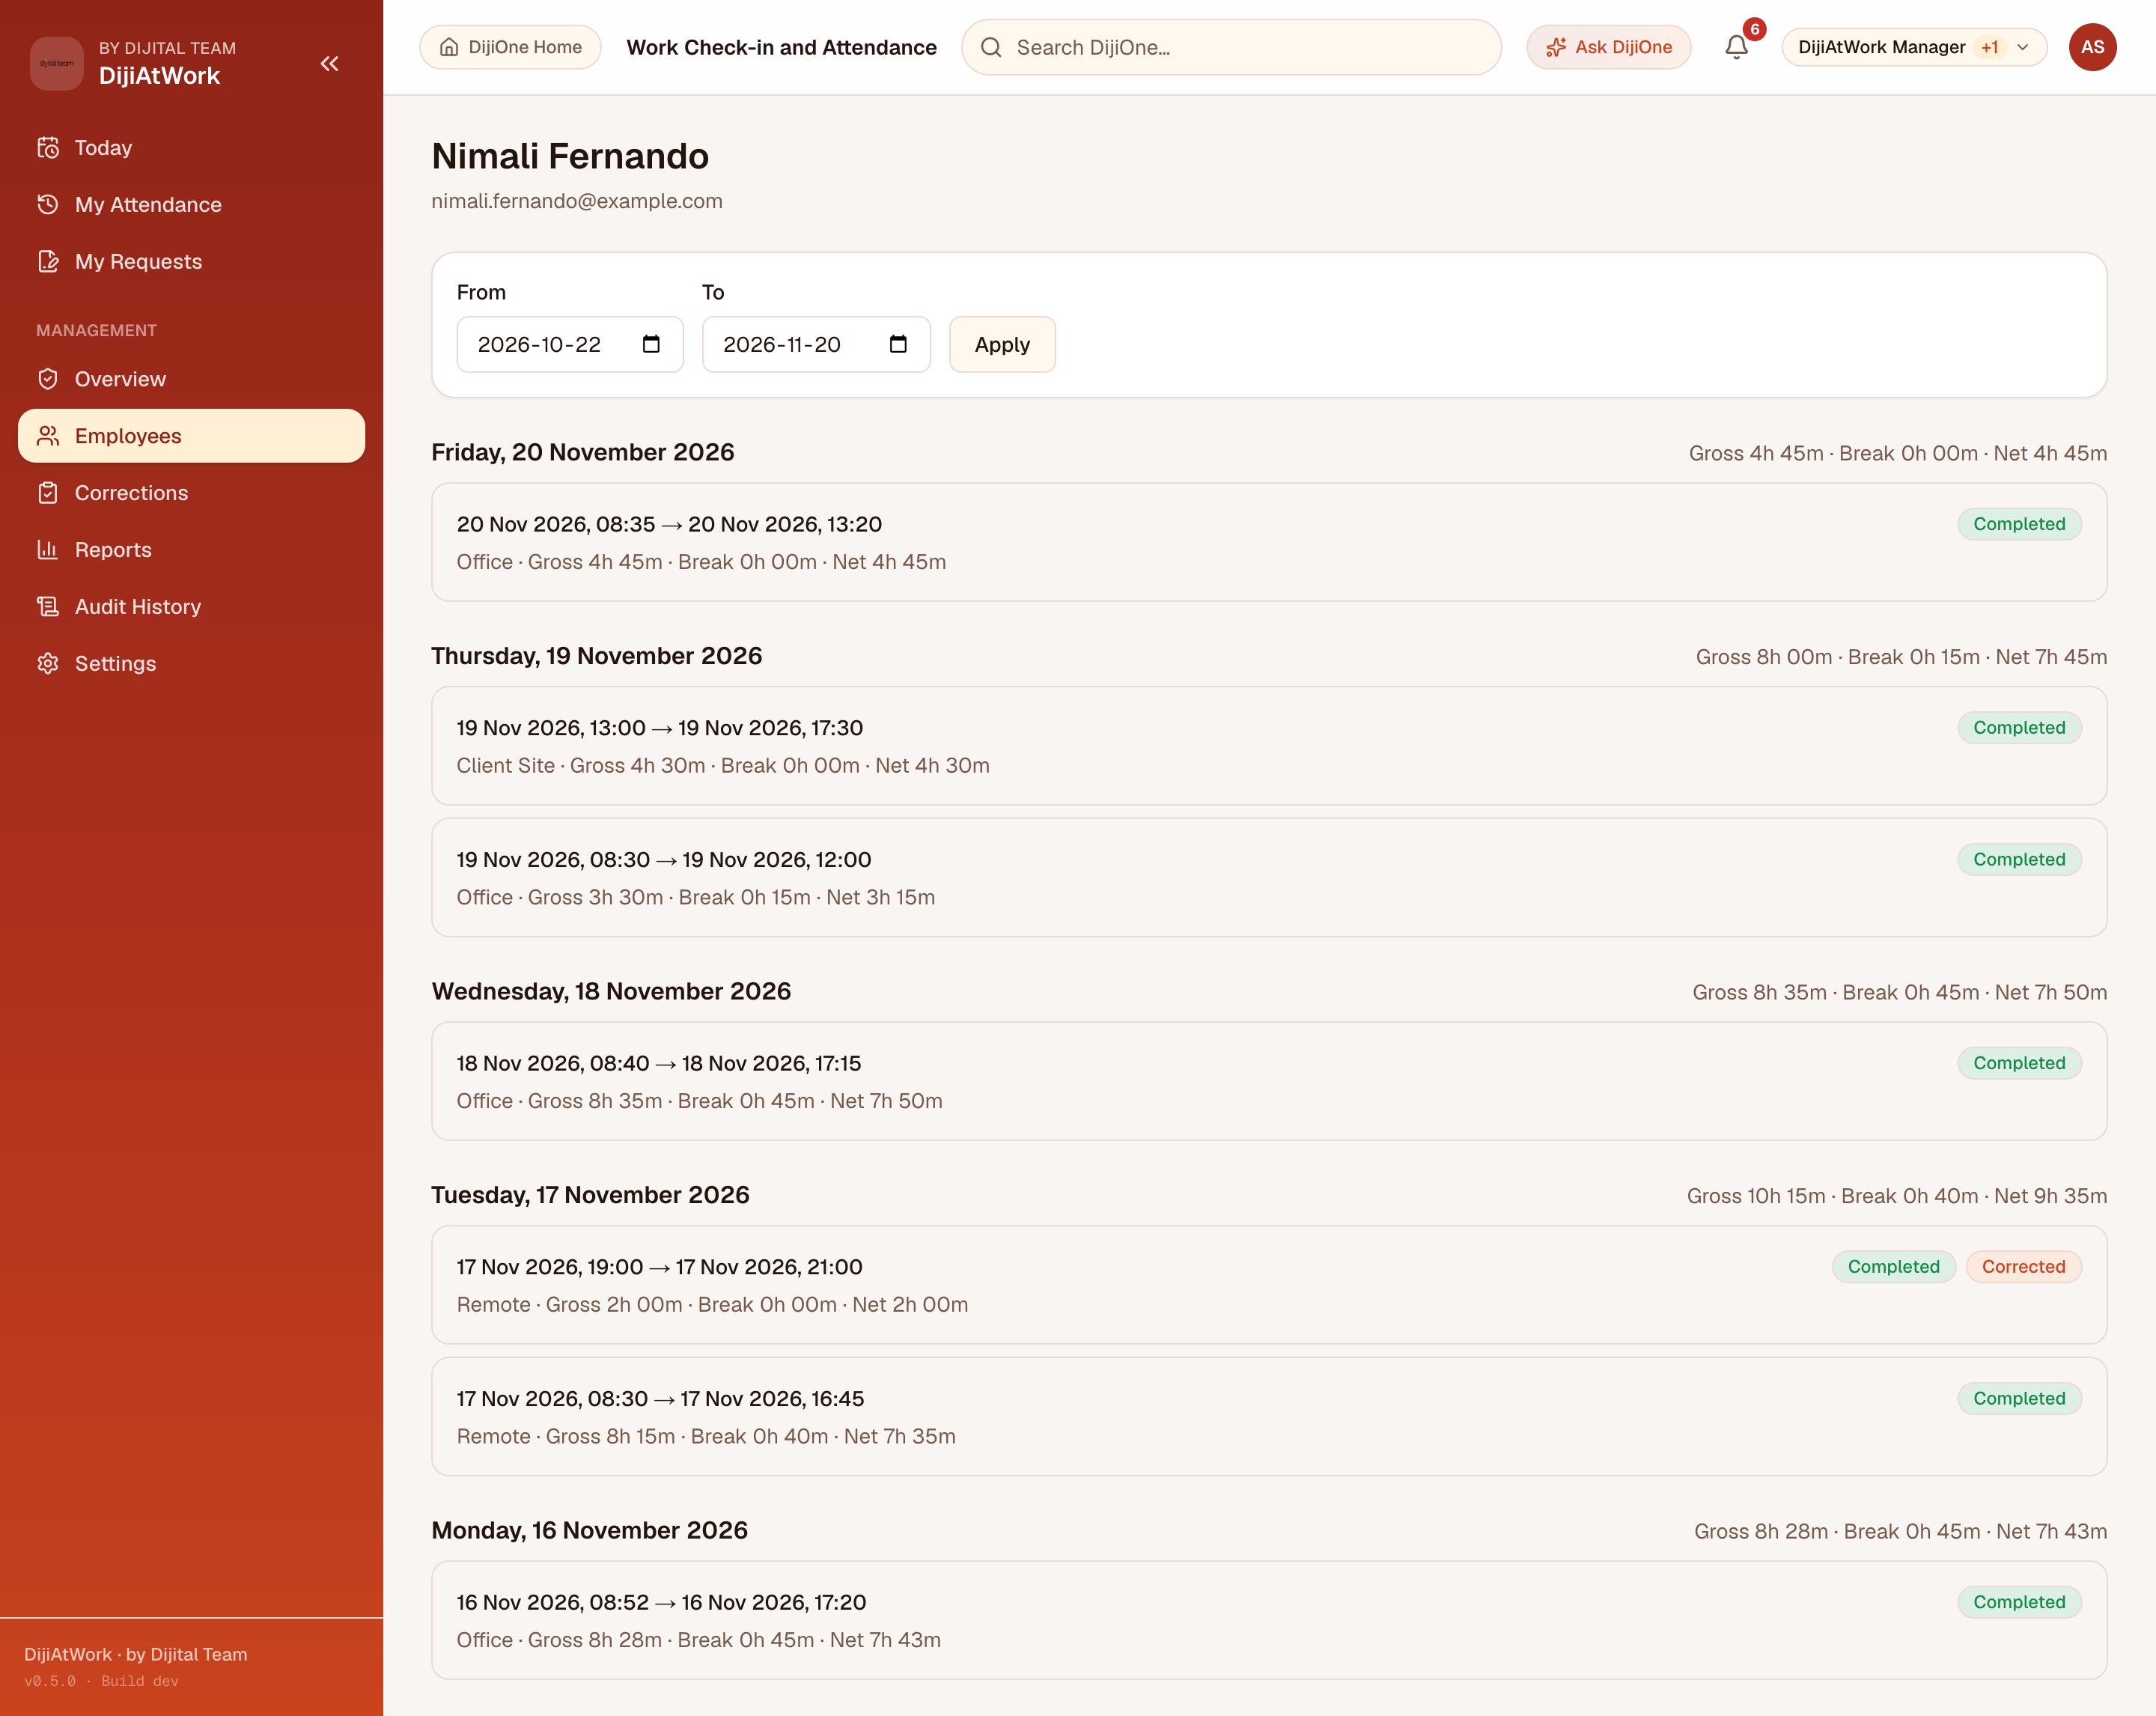 BY DIJITAL TEAM
DijiAtWork
Today
My Attendance
My Requests
MANAGEMENT
Overview
Employees
Corrections
Reports
Audit History
Settings
DijiAtWork · by Dijital Team
v0.5.0 · Build dev
DijiOne Home
Work Check-in and Attendance
Search DijiOne...
Ask DijiOne
6
DijiAtWork Manager +1
AS
Nimali Fernando
nimali.fernando@example.com
From To
2026-10-22 2026-11-20 Apply
Friday, 20 November 2026 Gross 4h 45m · Break 0h 00m · Net 4h 45m
20 Nov 2026, 08:35 → 20 Nov 2026, 13:20 Completed
Office · Gross 4h 45m · Break 0h 00m · Net 4h 45m
Thursday, 19 November 2026 Gross 8h 00m · Break 0h 15m · Net 7h 45m
19 Nov 2026, 13:00 → 19 Nov 2026, 17:30 Completed
Client Site · Gross 4h 30m · Break 0h 00m · Net 4h 30m
19 Nov 2026, 08:30 → 19 Nov 2026, 12:00 Completed
Office · Gross 3h 30m · Break 0h 15m · Net 3h 15m
Wednesday, 18 November 2026 Gross 8h 35m · Break 0h 45m · Net 7h 50m
18 Nov 2026, 08:40 → 18 Nov 2026, 17:15 Completed
Office · Gross 8h 35m · Break 0h 45m · Net 7h 50m
Tuesday, 17 November 2026 Gross 10h 15m · Break 0h 40m · Net 9h 35m
17 Nov 2026, 19:00 → 17 Nov 2026, 21:00 Completed Corrected
Remote · Gross 2h 00m · Break 0h 00m · Net 2h 00m
17 Nov 2026, 08:30 → 17 Nov 2026, 16:45 Completed
Remote · Gross 8h 15m · Break 0h 40m · Net 7h 35m
Monday, 16 November 2026 Gross 8h 28m · Break 0h 45m · Net 7h 43m
16 Nov 2026, 08:52 → 16 Nov 2026, 17:20 Completed
Office · Gross 8h 28m · Break 0h 45m · Net 7h 43m